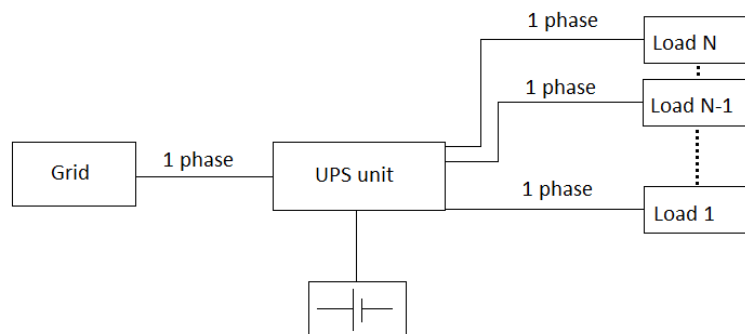 1 phase
Load N
1 phase
Load N-1
Grid
1 phase
UPS unit
1 phase
Load 1